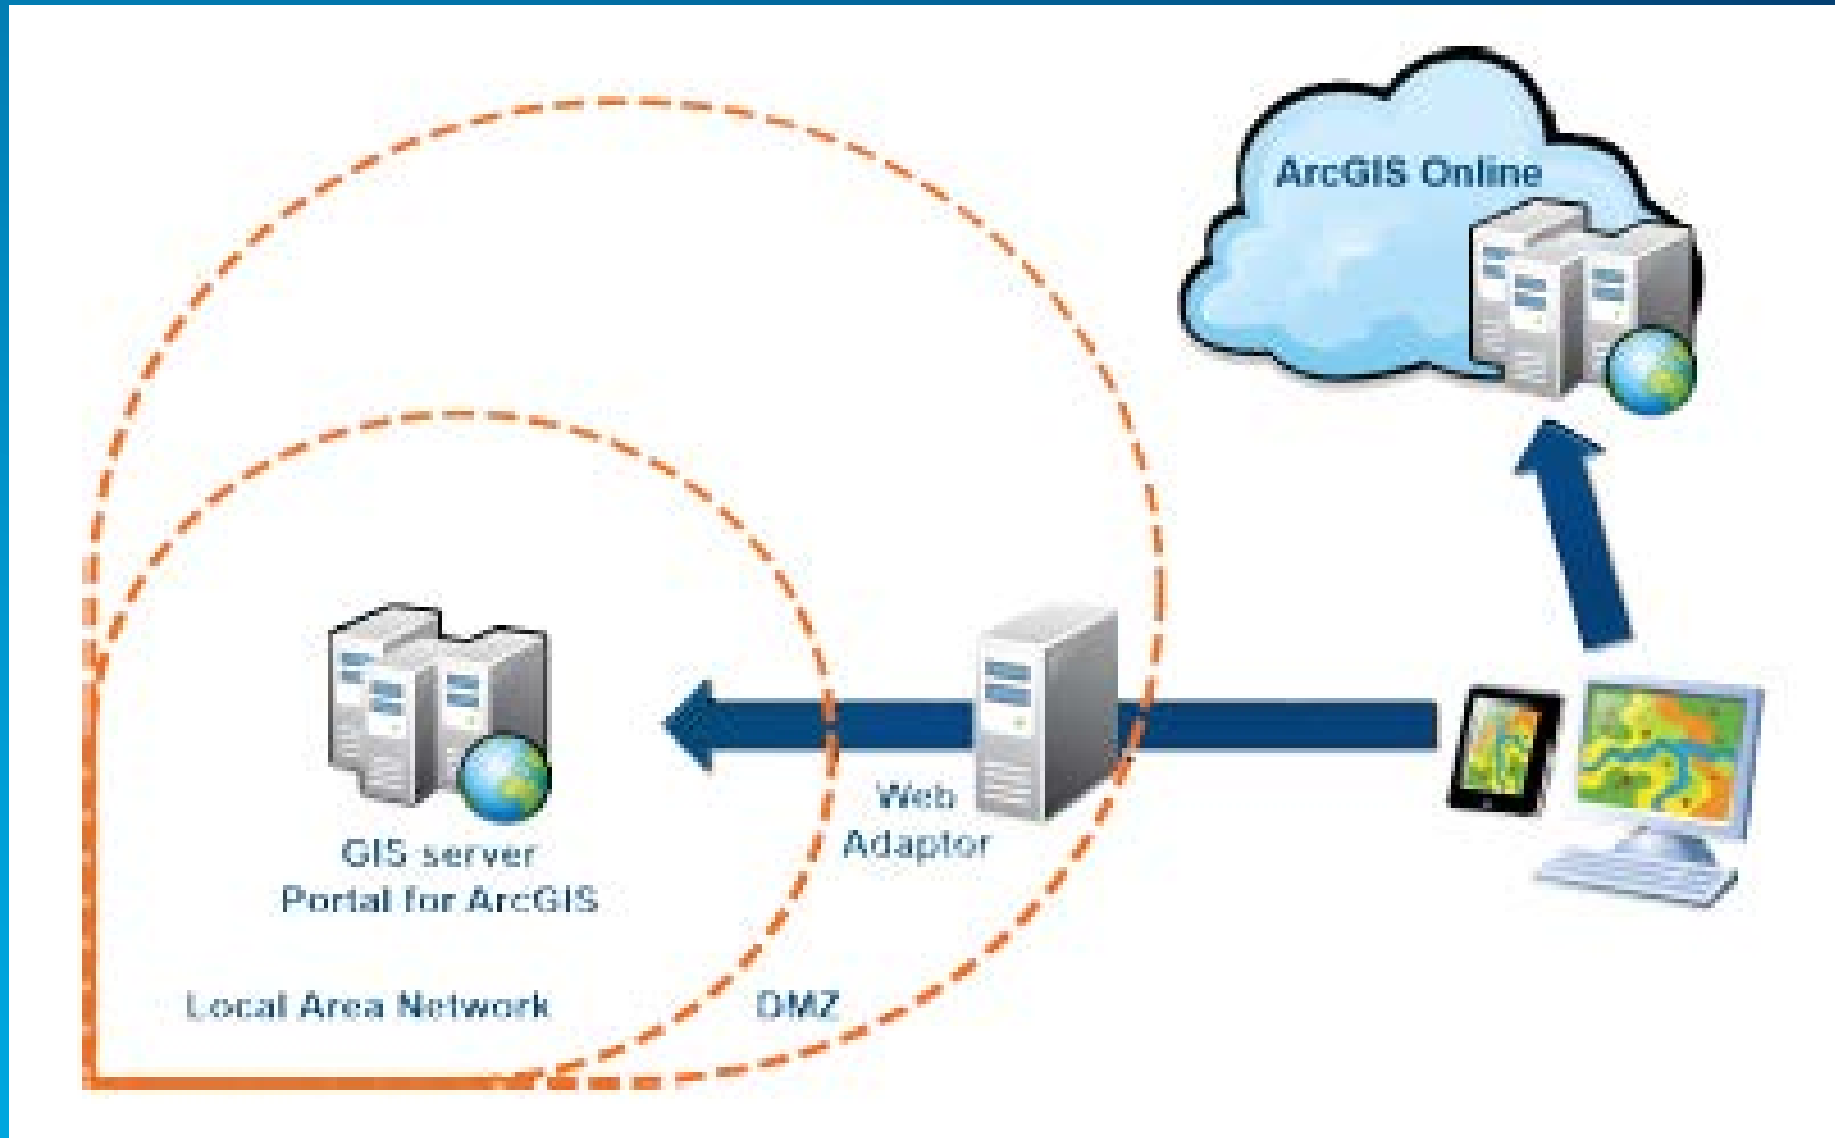 ArcGIS Online
Web
Adaptor
GIS server
Portal for ArcGIS
Local Area Network
DMZ